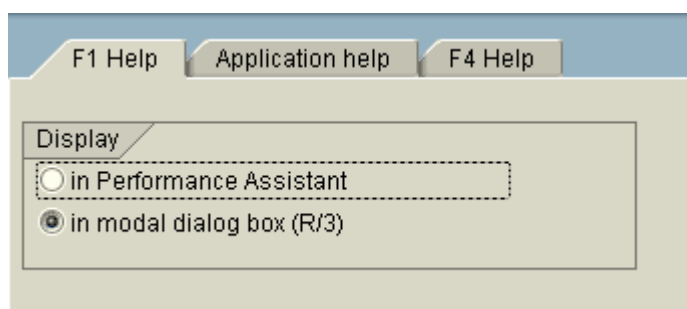 F1 Help Application help F4 Help
Display
in Performance Assistant
in modal dialog box (R/3)